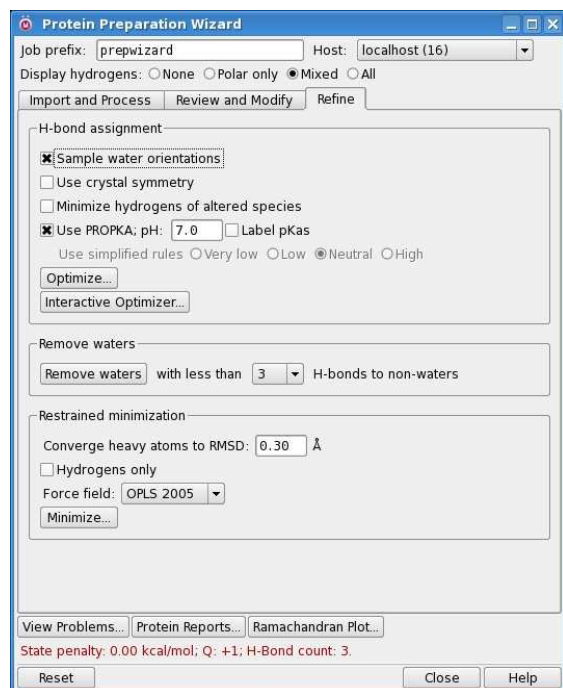 Protein Preparation Wizard
Job prefix: prepwizard Host: localhost (16)
Display hydrogens: None Polar only Mixed All
Import and Process Review and Modify Refine
H-bond assignment
Sample water orientations
Use crystal symmetry
Minimize hydrogens of altered species
Use PROPKA; pH: 7.0 Label pKas
Use simplified rules Very low Low Neutral High
Optimize...
Interactive Optimizer...
Remove waters
Remove waters with less than 3 H-bonds to non-waters
Restrained minimization
Converge heavy atoms to RMSD: 0.30 Å
Hydrogens only
Force field: OPLS 2005
Minimize...
View Problems... Protein Reports... Ramachandran Plot...
State penalty: 0.00 kcal/mol; Q: +1; H-Bond count: 3.
Reset Close Help